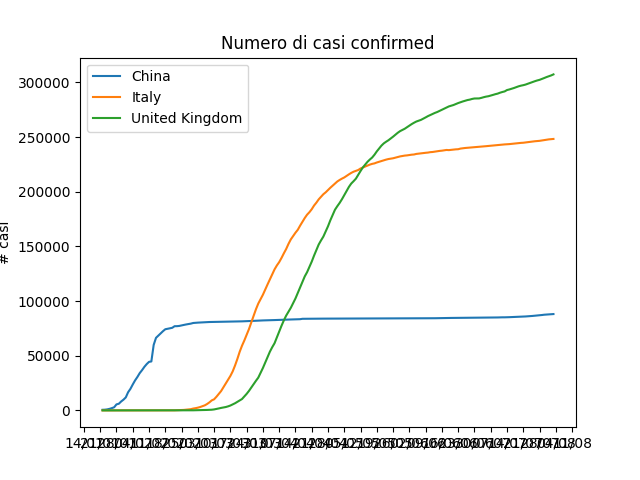 Numero di casi confirmed
China
Italy
United Kingdom
300000
250000
200000
150000
100000
50000
0
# casi